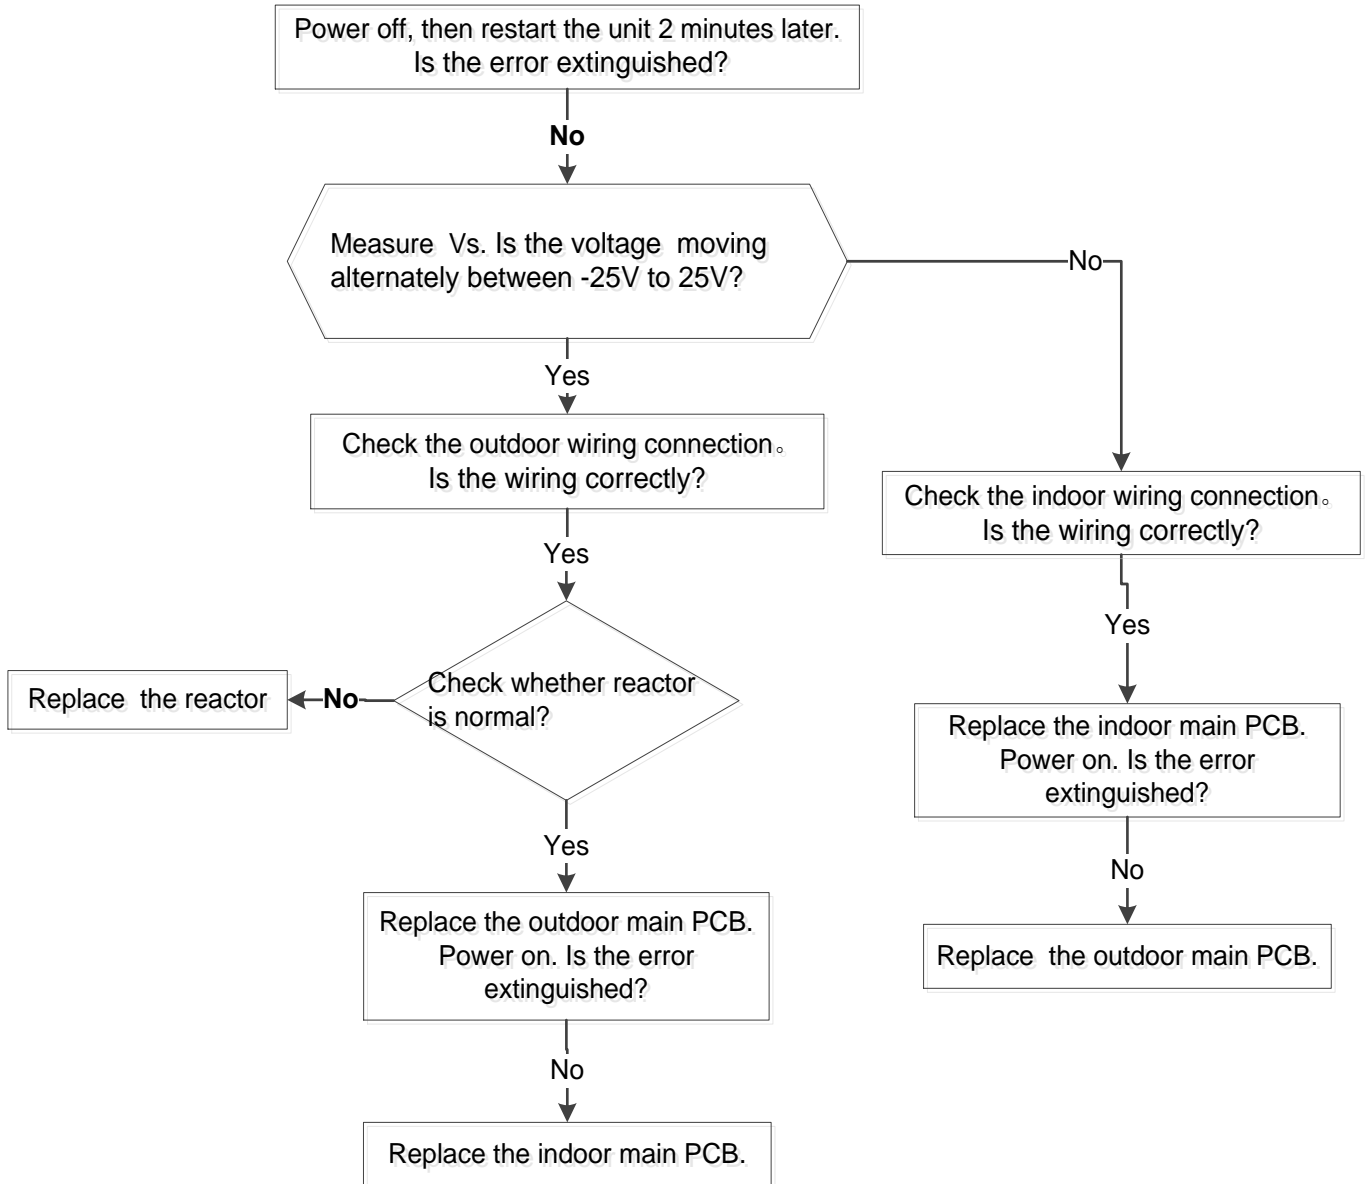 Power off, then restart the unit 2 minutes later.
Is the error extinguished?
No
Measure Vs. Is the voltage moving
alternately between -25V to 25V?
No
Yes
Check the outdoor wiring connection。
Is the wiring correctly?
Check the indoor wiring connection。
Is the wiring correctly?
Yes
Yes
Check whether reactor
is normal?
No
Replace the reactor
Replace the indoor main PCB.
Power on. Is the error
extinguished?
Yes
No
Replace the outdoor main PCB.
Power on. Is the error
extinguished?
Replace the outdoor main PCB.
No
Replace the indoor main PCB.